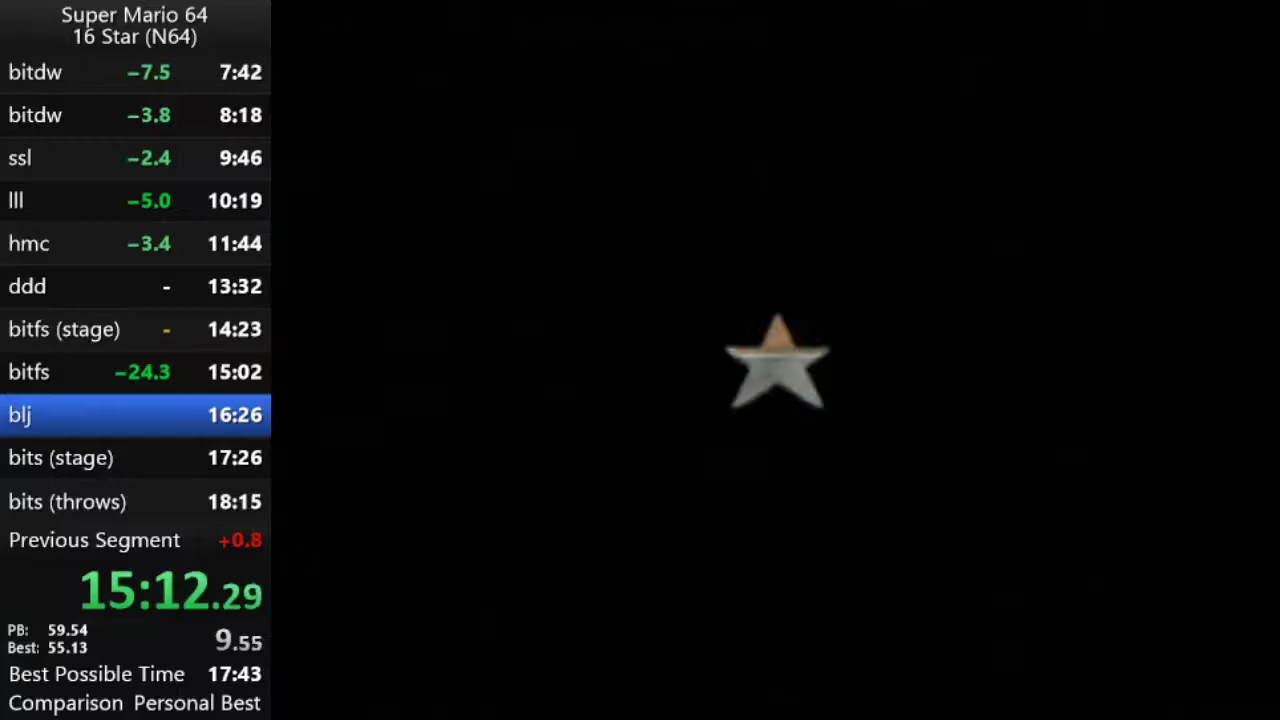 Super Mario 64
16 Star (N64)
bitdw −7.5 7:42
bitdw −3.8 8:18
ssl −2.4 9:46
lll −5.0 10:19
hmc −3.4 11:44
ddd - 13:32
bitfs (stage) - 14:23
bitfs −24.3 15:02
blj 16:26
bits (stage) 17:26
bits (throws) 18:15
Previous Segment +0.8
15:12.29
PB: 59.54
Best: 55.13
9.55
Best Possible Time 17:43
Comparison Personal Best